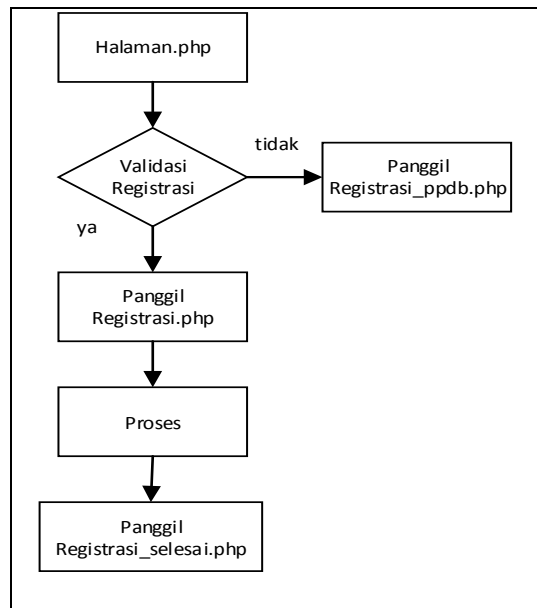 Halaman.php
Validasi
Registrasi
tidak
Panggil
Registrasi_ppdb.php
ya
Panggil
Registrasi.php
Proses
Panggil
Registrasi_selesai.php